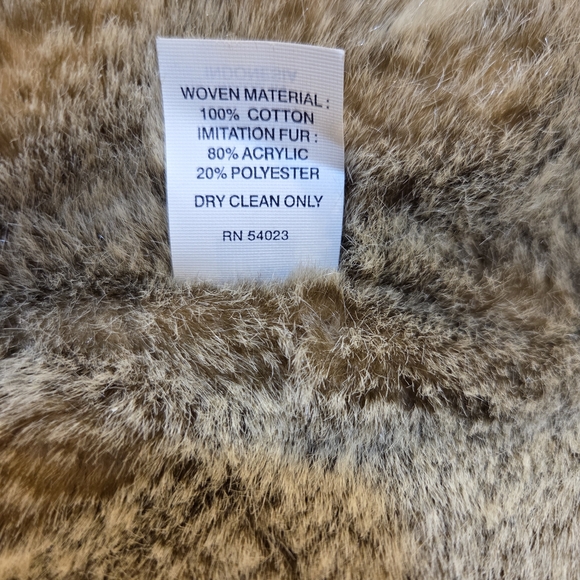 WOVEN MATERIAL :
100% COTTON
IMITATION FUR :
80% ACRYLIC
20% POLYESTER
DRY CLEAN ONLY
RN 54023